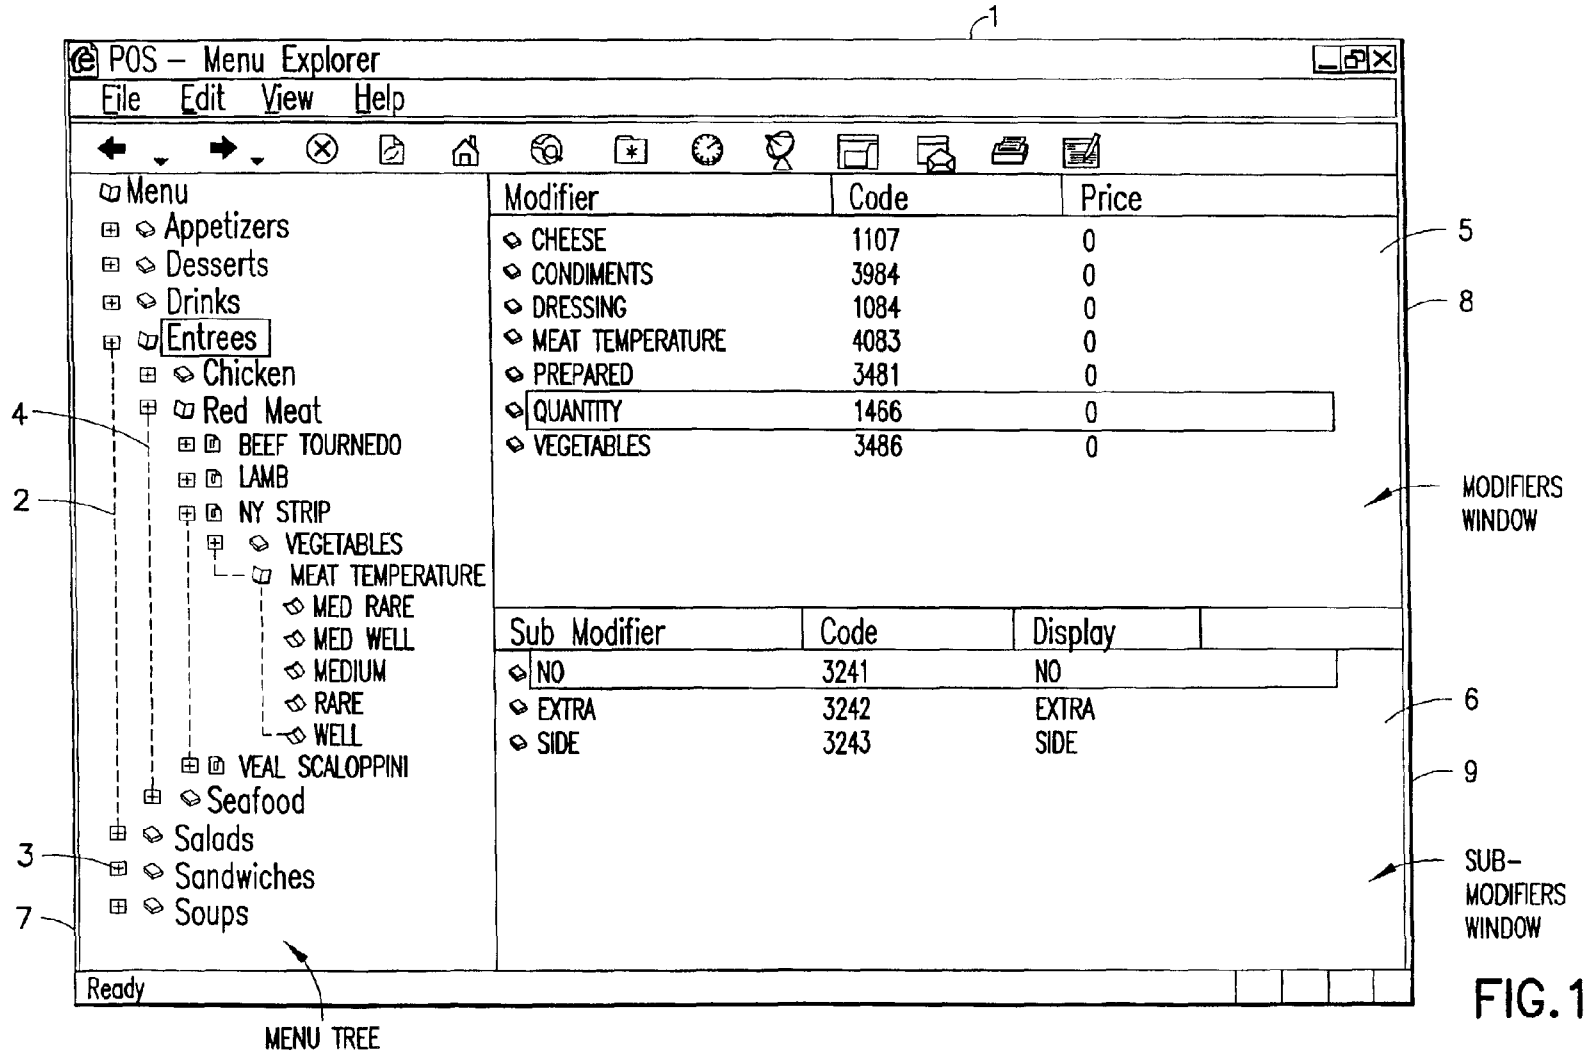 1
POS – Menu Explorer
File Edit View Help
Menu
Appetizers
Desserts
Drinks
Entrees
Chicken
Red Meat
BEEF TOURNEDO
LAMB
NY STRIP
VEGETABLES
MEAT TEMPERATURE
MED RARE
MED WELL
MEDIUM
RARE
WELL
VEAL SCALOPPINI
Seafood
Salads
Sandwiches
Soups
4
2
3
7
Modifier Code Price
CHEESE 1107 0
CONDIMENTS 3984 0
DRESSING 1084 0
MEAT TEMPERATURE 4083 0
PREPARED 3481 0
QUANTITY 1466 0
VEGETABLES 3486 0
5
8
MODIFIERS
WINDOW
Sub Modifier Code Display
NO 3241 NO
EXTRA 3242 EXTRA
SIDE 3243 SIDE
6
9
SUB–
MODIFIERS
WINDOW
Ready
MENU TREE
FIG.1